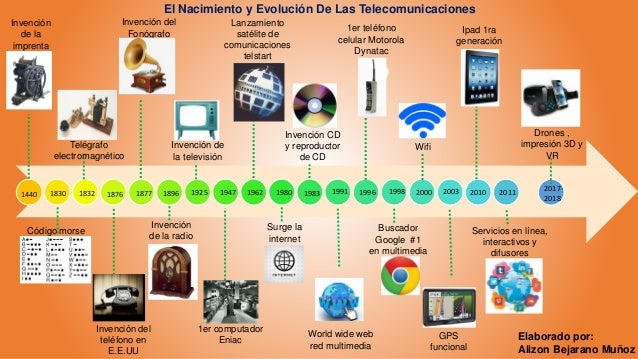 El Nacimiento y Evolución De Las Telecomunicaciones
Invención
de la
imprenta
Invención del
Fonógrafo
Lanzamiento
satélite de
comunicaciones
telstart
1er teléfono
celular Motorola
Dynatac
Ipad 1ra
generación
Telégrafo
electromagnético
Invención de
la televisión
Invención CD
y reproductor
de CD
Wifi
Drones ,
impresión 3D y
VR
1440 1830 1832 1876 1877 1896 1925 1947 1962 1980 1983 1991 1996 1998 2000 2003 2010 2011 2017-
2018
Código morse
Invención
de la radio
Surge la
internet
INTERNET
Buscador
Google #1
en multimedia
Servicios en línea,
interactivos y
difusores
Invención del
teléfono en
E.E.UU
1er computador
Eniac
World wide web
red multimedia
GPS
funcional
Elaborado por:
Alizon Bejarano Muñoz